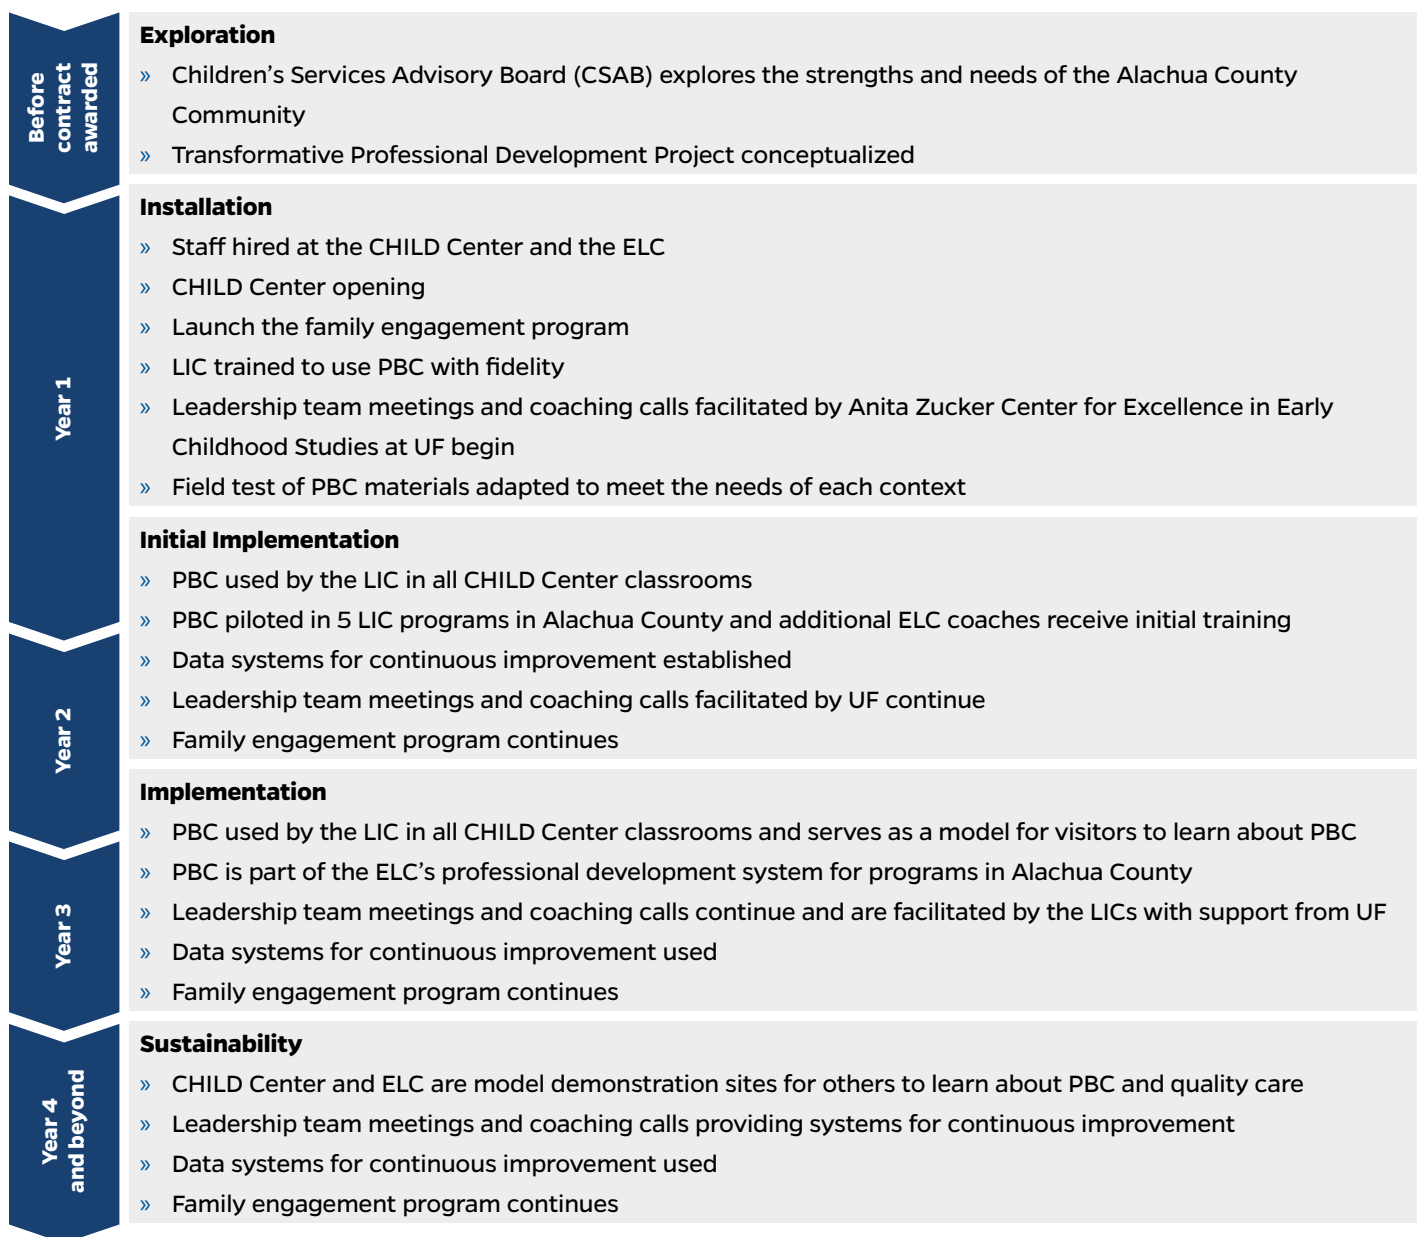 Before
contract
awarded
Exploration
» Children’s Services Advisory Board (CSAB) explores the strengths and needs of the Alachua County
Community
» Transformative Professional Development Project conceptualized
Year 1
Installation
» Staff hired at the CHILD Center and the ELC
» CHILD Center opening
» Launch the family engagement program
» LIC trained to use PBC with fidelity
» Leadership team meetings and coaching calls facilitated by Anita Zucker Center for Excellence in Early
Childhood Studies at UF begin
» Field test of PBC materials adapted to meet the needs of each context
Initial Implementation
» PBC used by the LIC in all CHILD Center classrooms
» PBC piloted in 5 LIC programs in Alachua County and additional ELC coaches receive initial training
» Data systems for continuous improvement established
» Leadership team meetings and coaching calls facilitated by UF continue
» Family engagement program continues
Year 2
Implementation
» PBC used by the LIC in all CHILD Center classrooms and serves as a model for visitors to learn about PBC
» PBC is part of the ELC’s professional development system for programs in Alachua County
» Leadership team meetings and coaching calls continue and are facilitated by the LICs with support from UF
» Data systems for continuous improvement used
» Family engagement program continues
Year 3
Year 4
and beyond
Sustainability
» CHILD Center and ELC are model demonstration sites for others to learn about PBC and quality care
» Leadership team meetings and coaching calls providing systems for continuous improvement
» Data systems for continuous improvement used
» Family engagement program continues